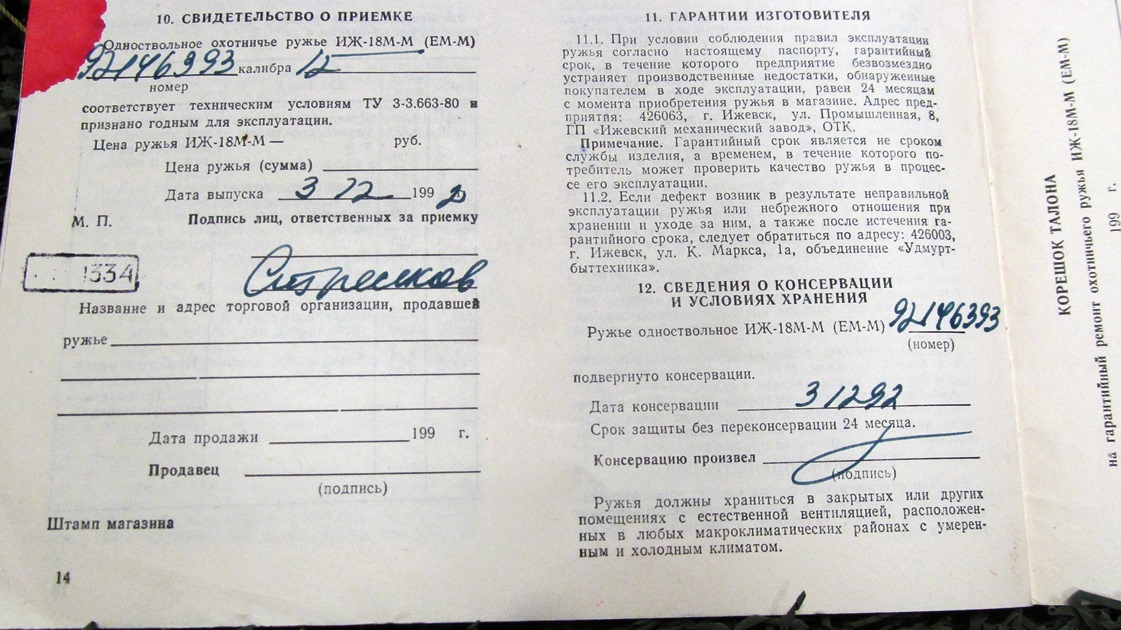 10. СВИДЕТЕЛЬСТВО О ПРИЕМКЕ
Одноствольное охотничье ружье ИЖ-18М-М (ЕМ-М)
92146393 калибра 12
номер
соответствует техническим условиям ТУ 3-3.663-80 и
признано годным для эксплуатации.
Цена ружья ИЖ-18М-М — руб.
Цена ружья (сумма)
Дата выпуска 3 12 1992
М. П. Подпись лиц, ответственных за приемку
1334
Название и адрес торговой организации, продавшей
ружье
Дата продажи 199 г.
Продавец
(подпись)
Штамп магазина
14
11. ГАРАНТИИ ИЗГОТОВИТЕЛЯ
11.1. При условии соблюдения правил эксплуатации
ружья согласно настоящему паспорту, гарантийный
срок, в течение которого предприятие безвозмездно
устраняет производственные недостатки, обнаруженные
покупателем в ходе эксплуатации, равен 24 месяцам
с момента приобретения ружья в магазине. Адрес пред-
приятия: 426063, г. Ижевск, ул. Промышленная, 8,
ГП «Ижевский механический завод», ОТК.
Примечание. Гарантийный срок является не сроком
службы изделия, а временем, в течение которого по-
требитель может проверить качество ружья в процес-
се его эксплуатации.
11.2. Если дефект возник в результате неправильной
эксплуатации ружья или небрежного отношения при
хранении и уходе за ним, а также после истечения га-
рантийного срока, следует обратиться по адресу: 426003,
г. Ижевск, ул. К. Маркса, 1а, объединение «Удмурт-
быттехника».
12. СВЕДЕНИЯ О КОНСЕРВАЦИИ
И УСЛОВИЯХ ХРАНЕНИЯ
Ружье одноствольное ИЖ-18М-М (ЕМ-М) 92146393
(номер)
подвергнуто консервации.
Дата консервации 3 12 92
Срок защиты без переконсервации 24 месяца.
Консервацию произвел
(подпись)
Ружья должны храниться в закрытых или других
помещениях с естественной вентиляцией, расположен-
ных в любых макроклиматических районах с умерен-
ным и холодным климатом.
КОРЕШОК ТАЛОНА
на гарантийный ремонт охотничьего ружья ИЖ-18М-М (ЕМ-М)
199 г.